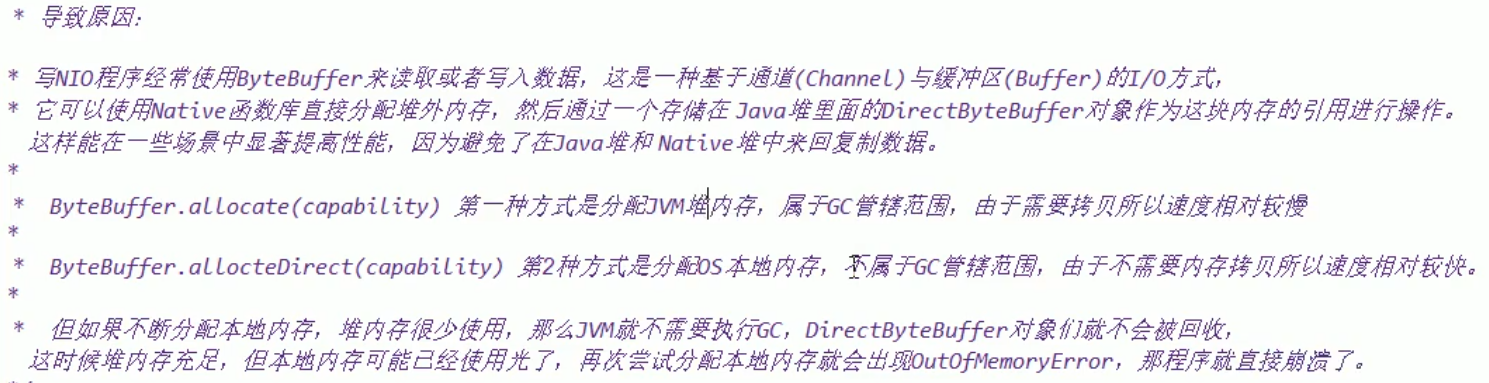 * 导致原因:
* 写NIO程序经常使用ByteBuffer来读取或者写入数据，这是一种基于通道(Channel)与缓冲区(Buffer)的I/O方式，
* 它可以使用Native函数库直接分配堆外内存，然后通过一个存储在Java堆里面的DirectByteBuffer对象作为这块内存的引用进行操作。
这样能在一些场景中显著提高性能，因为避免了在Java堆和Native堆中来回复制数据。
*
* ByteBuffer.allocate(capability) 第一种方式是分配JVM堆内存，属于GC管辖范围，由于需要拷贝所以速度相对较慢
*
* ByteBuffer.allocteDirect(capability) 第2种方式是分配OS本地内存，不属于GC管辖范围，由于不需要内存拷贝所以速度相对较快。
*
* 但如果不断分配本地内存，堆内存很少使用，那么JVM就不需要执行GC，DirectByteBuffer对象们就不会被回收，
这时候堆内存充足，但本地内存可能已经使用光了，再次尝试分配本地内存就会出现OutOfMemoryError，那程序就直接崩溃了。